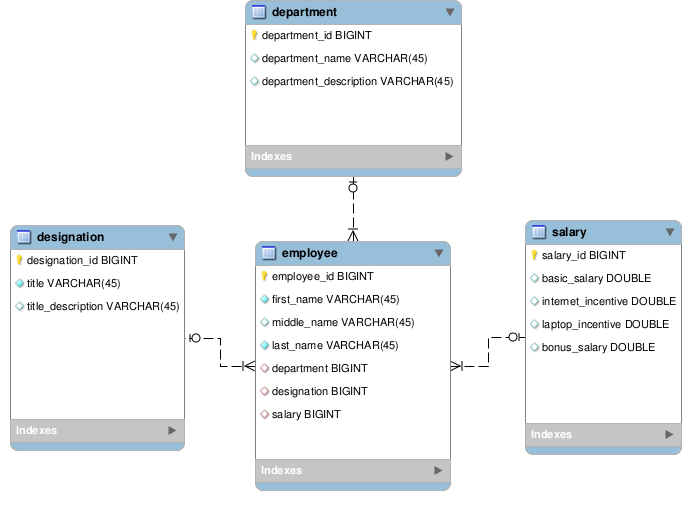 department
department_id BIGINT
department_name VARCHAR(45)
department_description VARCHAR(45)
Indexes
designation
designation_id BIGINT
title VARCHAR(45)
title_description VARCHAR(45)
Indexes
employee
employee_id BIGINT
first_name VARCHAR(45)
middle_name VARCHAR(45)
last_name VARCHAR(45)
department BIGINT
designation BIGINT
salary BIGINT
Indexes
salary
salary_id BIGINT
basic_salary DOUBLE
internet_incentive DOUBLE
laptop_incentive DOUBLE
bonus_salary DOUBLE
Indexes